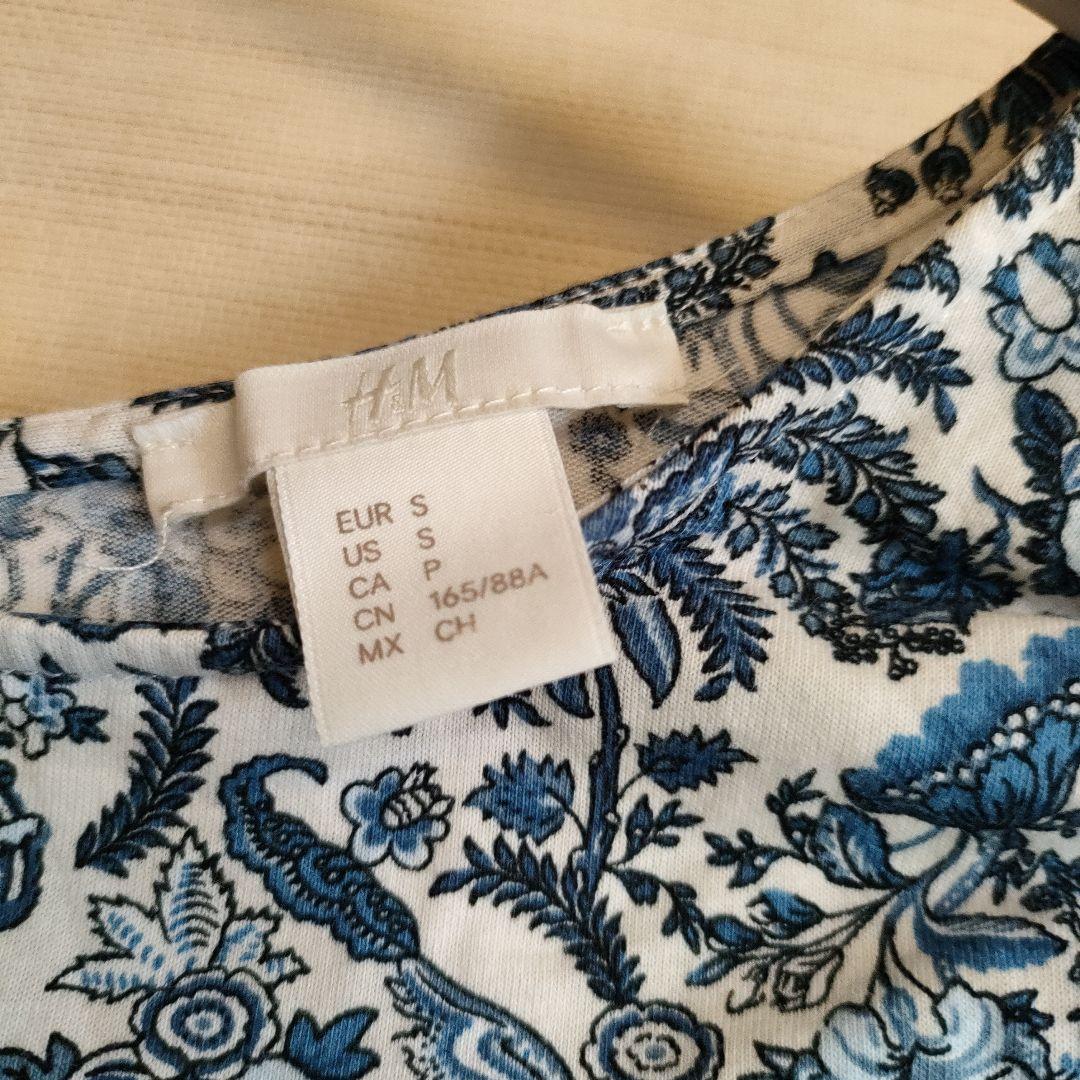 H&M
EUR S
US S
CA P
CN 165/88A
MX CH